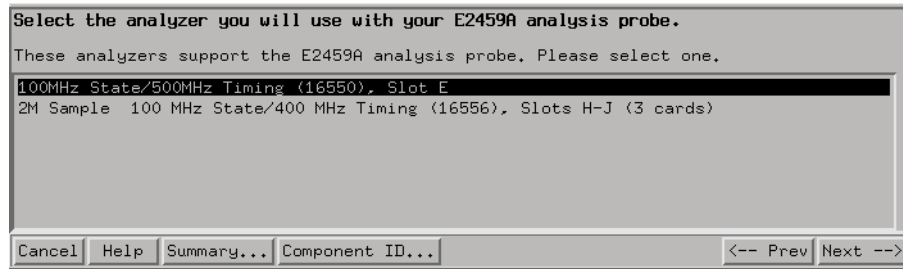 Select the analyzer you will use with your E2459A analysis probe.
These analyzers support the E2459A analysis probe. Please select one.
100MHz State/500MHz Timing (16550), Slot E
2M Sample  100 MHz State/400 MHz Timing (16556), Slots H-J (3 cards)
Cancel Help Summary... Component ID... <-- Prev Next -->